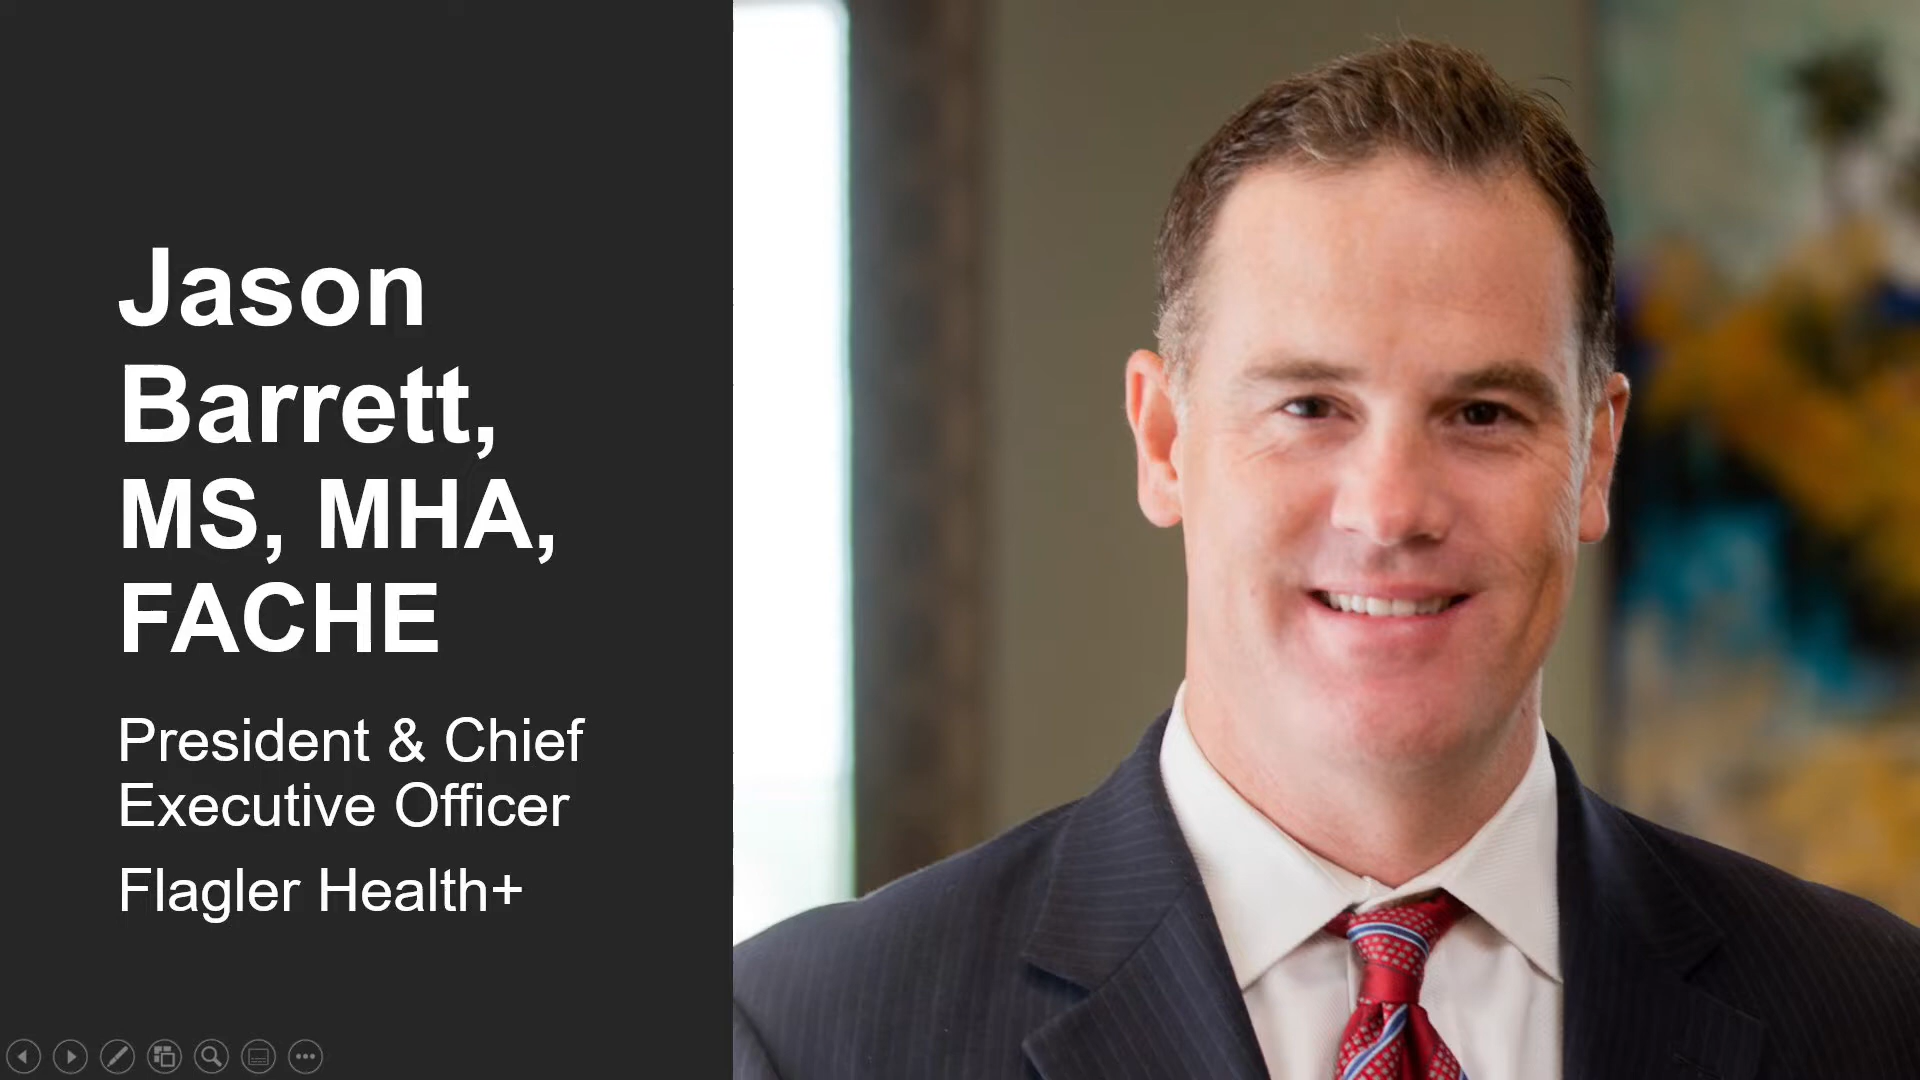 Jason
Barrett,
MS, MHA,
FACHE
President & Chief
Executive Officer
Flagler Health+